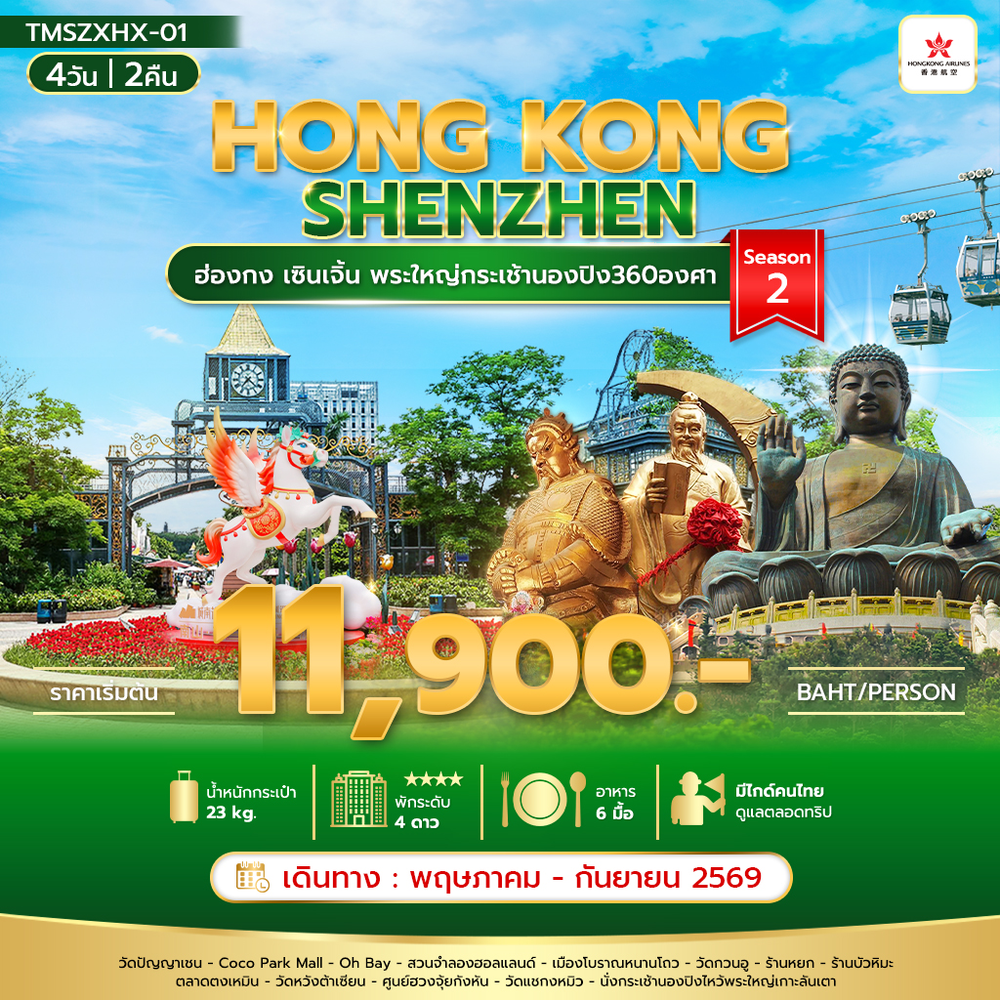 TMSZXHX-01
4วัน | 2คืน
HONGKONG AIRLINES
香港航空
HONG KONG
SHENZHEN
ฮ่องกง เซินเจิ้น พระใหญ่กระเช้านองปิง360องศา
Season
2
ราคาเริ่มต้น
11,900.-
BAHT/PERSON
น้ำหนักกระเป๋า
23 kg.
พักระดับ
4 ดาว
อาหาร
6 มื้อ
มีไกด์คนไทย
ดูแลตลอดทริป
เดินทาง : พฤษภาคม - กันยายน 2569
วัดปัญญาเซน - Coco Park Mall - Oh Bay - สวนจำลองฮอลแลนด์ - เมืองโบราณหนานโถว - วัดกวนอู - ร้านหยก - ร้านบัวหิมะ
ตลาดตงเหมิน - วัดหวังต้าเซียน - ศูนย์ฮวงจุ้ยกังหัน - วัดแชกงหมิว - นั่งกระเช้านองปิงไหว้พระใหญ่เกาะลันเตา